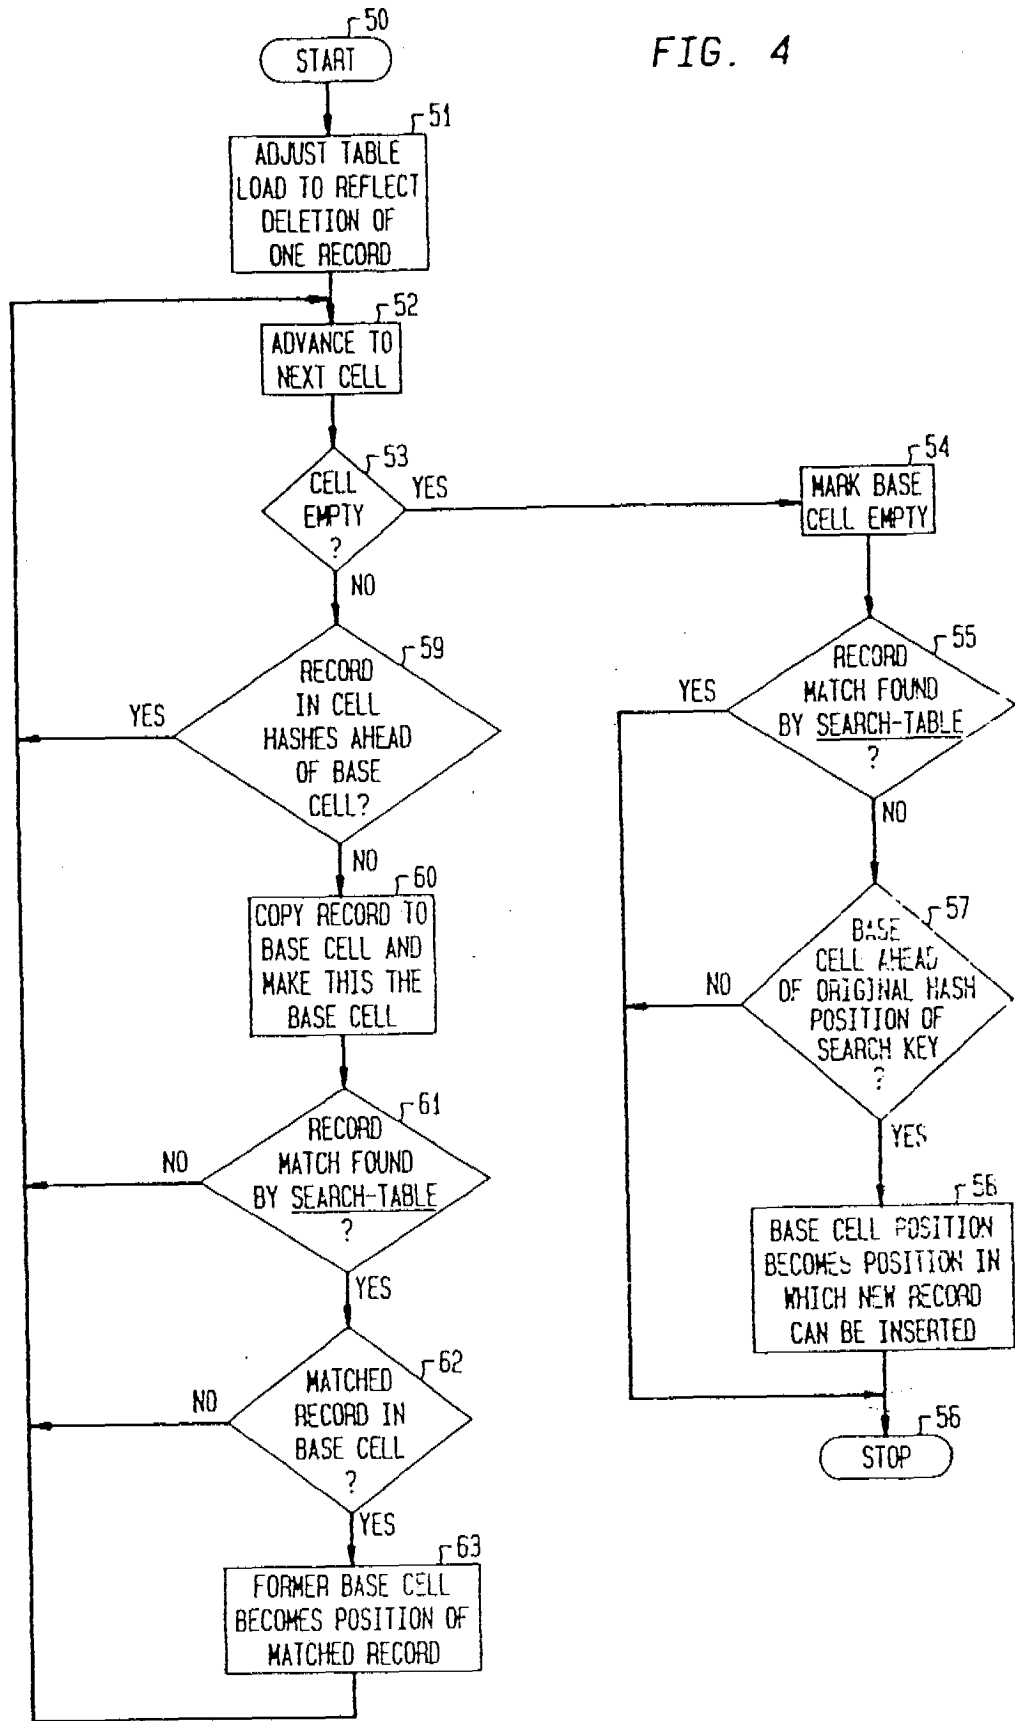 FIG. 4
50
START
51
ADJUST TABLE
LOAD TO REFLECT
DELETION OF
ONE RECORD
52
ADVANCE TO
NEXT CELL
53
CELL
EMPTY
?
YES
NO
54
MARK BASE
CELL EMPTY
55
RECORD
MATCH FOUND
BY SEARCH-TABLE
?
YES
NO
59
RECORD
IN CELL
HASHES AHEAD
OF BASE
CELL?
YES
NO
57
BASE
CELL AHEAD
OF ORIGINAL HASH
POSITION OF
SEARCH KEY
?
NO
YES
60
COPY RECORD TO
BASE CELL AND
MAKE THIS THE
BASE CELL
61
RECORD
MATCH FOUND
BY SEARCH-TABLE
?
NO
YES
58
BASE CELL POSITION
BECOMES POSITION IN
WHICH NEW RECORD
CAN BE INSERTED
62
MATCHED
RECORD IN
BASE CELL
?
NO
YES
56
STOP
63
FORMER BASE CELL
BECOMES POSITION OF
MATCHED RECORD